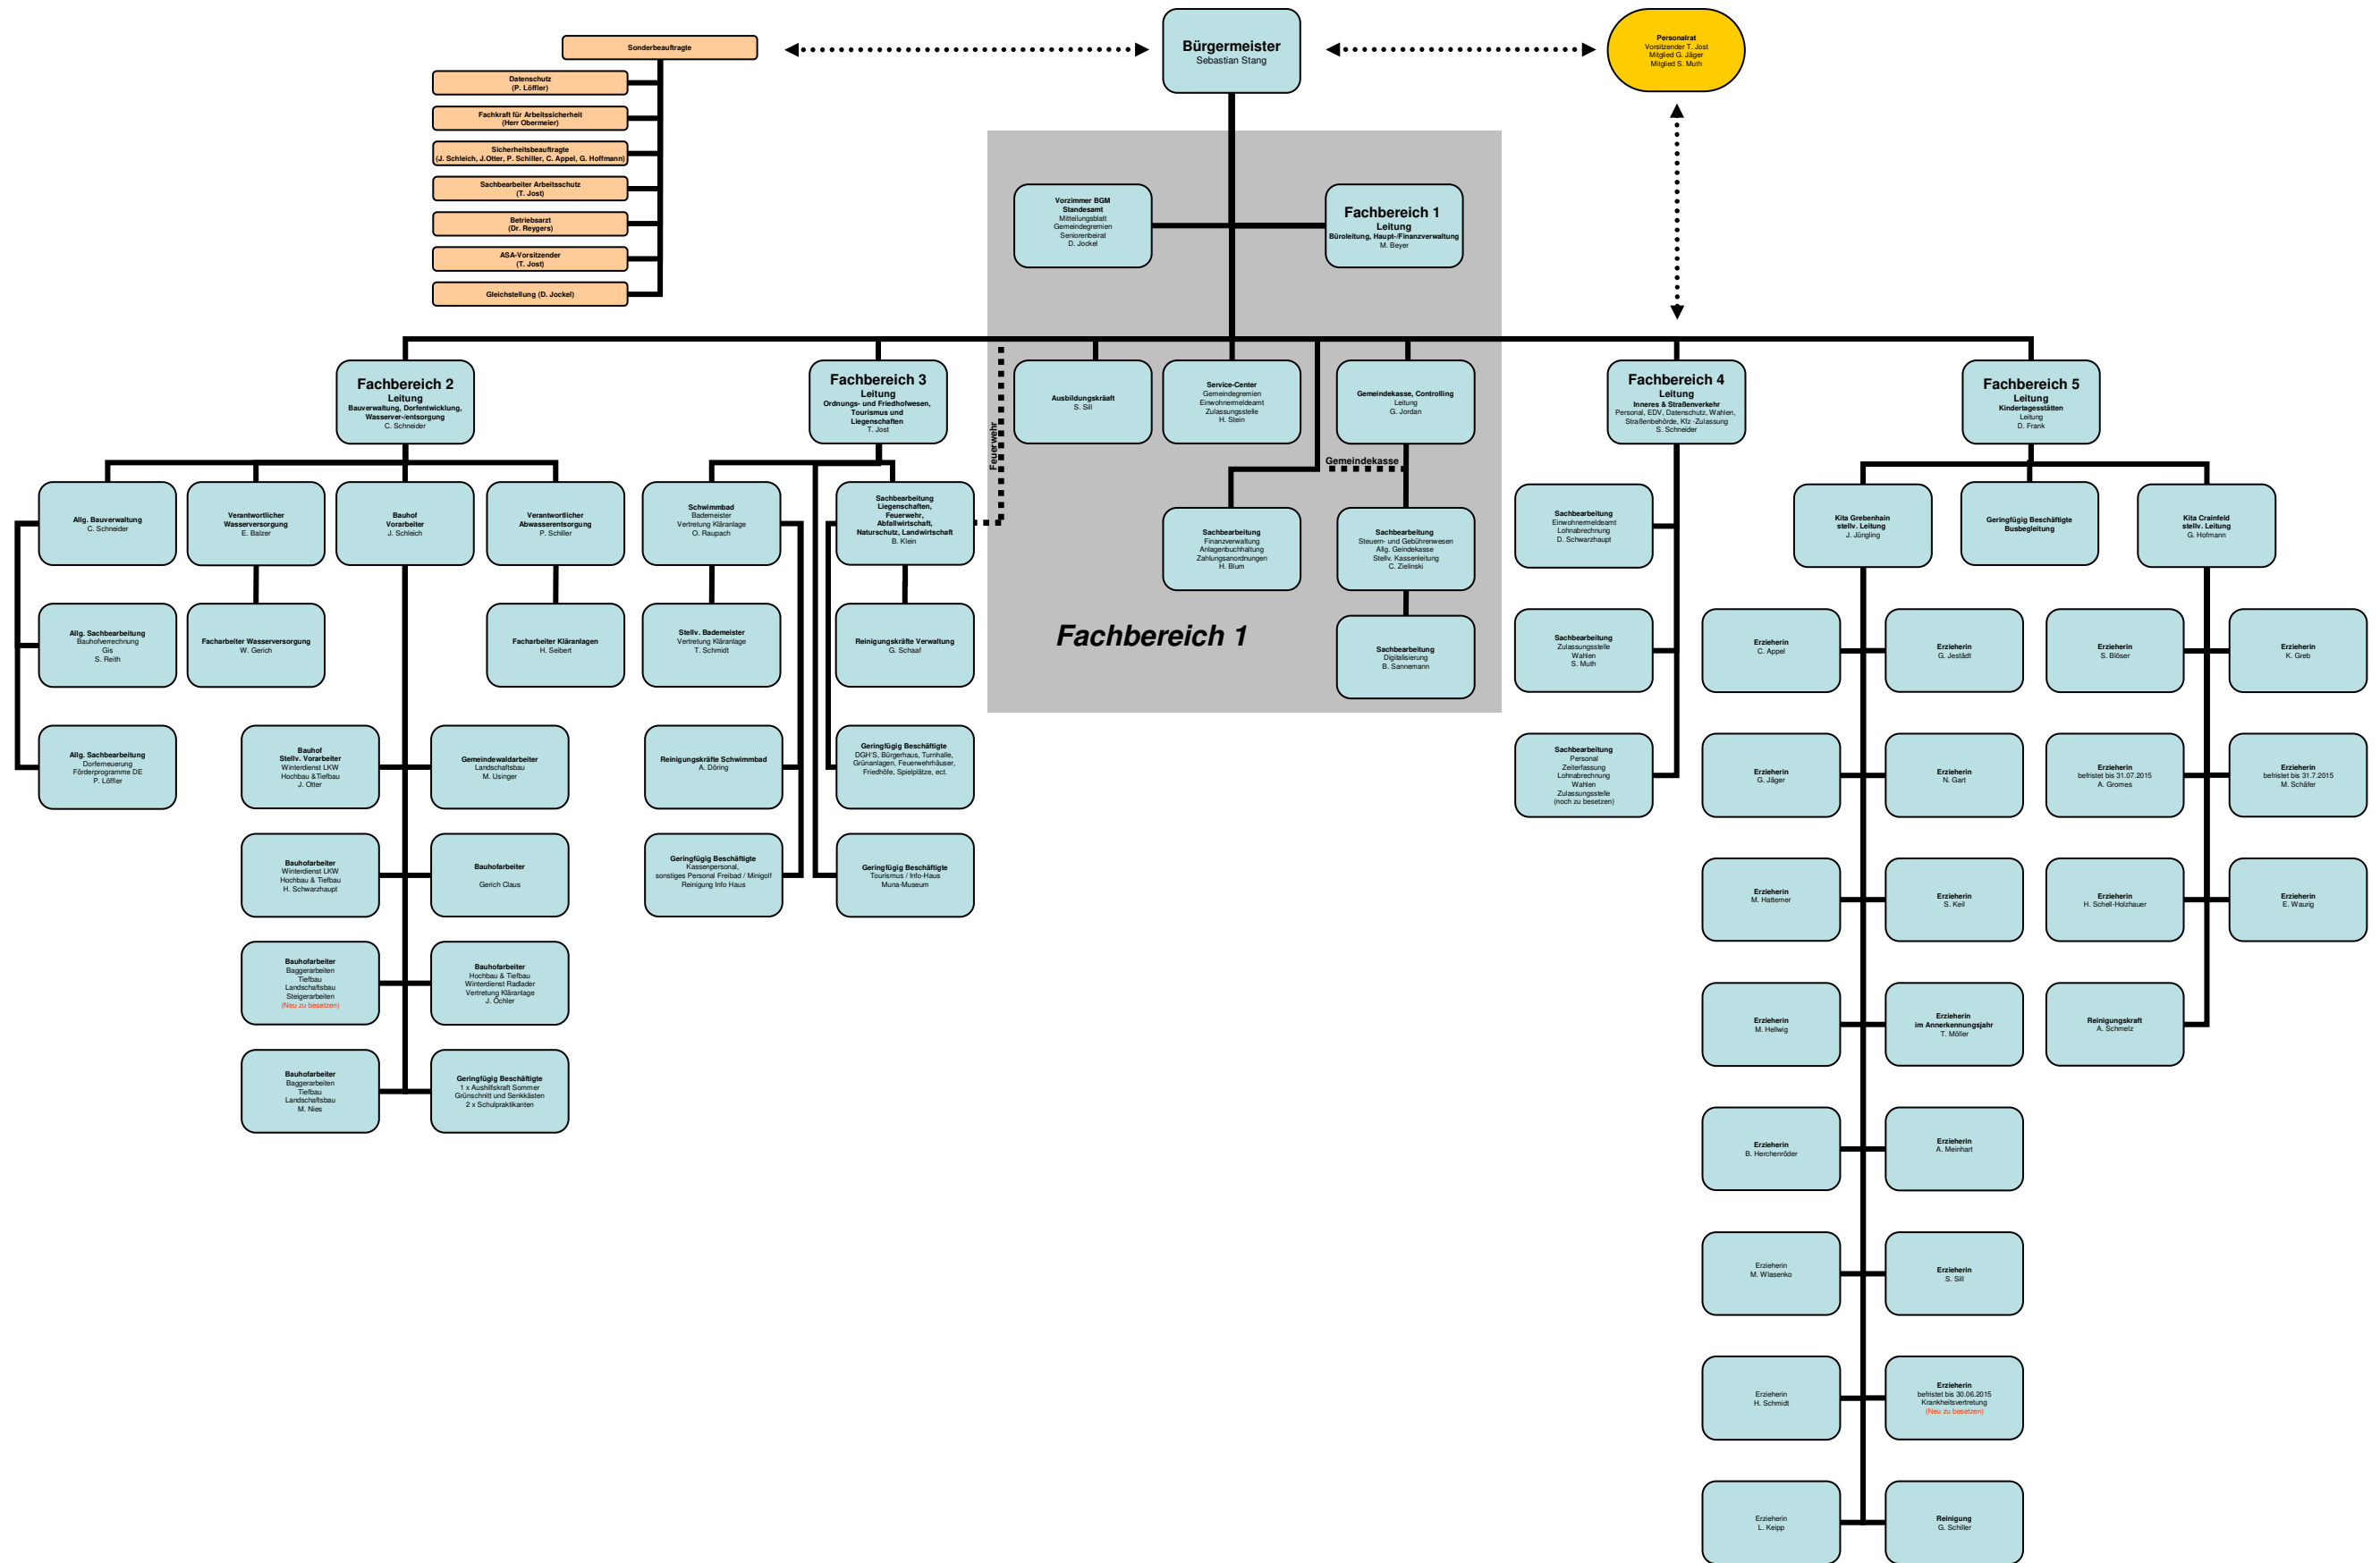 Bürgermeister
Sebastian Stang
Personalrat
Vorsitzender T. Jost
Mitglied G. Jäger
Mitglied S. Muth
Sonderbeauftragte
Datenschutz
(P. Löffler)
Fachkraft für Arbeitssicherheit
(Herr Obermeier)
Sicherheitsbeauftragte
(J. Schleich, J.Otter, P. Schiller, C. Appel, G. Hoffmann)
Sachbearbeiter Arbeitsschutz
(T. Jost)
Betriebsarzt
(Dr. Reygers)
ASA-Vorsitzender
(T. Jost)
Gleichstellung (D. Jockel)
Vorzimmer BGM
Standesamt
Mitteilungsblatt
Gemeindegremien
Seniorenbeirat
D. Jockel
Fachbereich 1
Leitung
Büroleitung, Haupt-/Finanzverwaltung
M. Beyer
Fachbereich 2
Leitung
Bauverwaltung, Dorfentwicklung,
Wasserver-/entsorgung
C. Schneider
Fachbereich 3
Leitung
Ordnungs- und Friedhofwesen,
Tourismus und
Liegenschaften
T. Jost
Feuerwehr
Ausbildungskräaft
S. Sill
Service-Center
Gemeindegremien
Einwohnermeldeamt
Zulassungsstelle
H. Stein
Gemeindekasse, Controlling
Leitung
G. Jordan
Fachbereich 4
Leitung
Inneres & Straßenverkehr
Personal, EDV, Datenschutz, Wahlen,
Straßenbehörde, Kfz -Zulassung
S. Schneider
Fachbereich 5
Leitung
Kindertagesstätten
Leitung
D. Frank
Gemeindekasse
Allg. Bauverwaltung
C. Schneider
Verantwortlicher
Wasserversorgung
E. Balzer
Bauhof
Vorarbeiter
J. Schleich
Verantwortlicher
Abwasserentsorgung
P. Schiller
Schwimmbad
Bademeister
Vertretung Kläranlage
O. Raupach
Sachbearbeitung
Liegenschaften,
Feuerwehr,
Abfallwirtschaft,
Naturschutz, Landwirtschaft
B. Klein
Sachbearbeitung
Finanzverwaltung
Anlagenbuchhaltung
Zahlungsanordnungen
H. Blum
Sachbearbeitung
Steuern- und Gebührenwesen
Allg. Geindekasse
Stellv. Kassenleitung
C. Zielinski
Sachbearbeitung
Einwohnermeldeamt
Lohnabrechnung
D. Schwarzhaupt
Kita Grebenhain
stellv. Leitung
J. Jüngling
Geringfügig Beschäftigte
Busbegleitung
Kita Crainfeld
stellv. Leitung
G. Hofmann
Allg. Sachbearbeitung
Bauhofverrechnung
Gis
S. Reith
Facharbeiter Wasserversorgung
W. Gerich
Facharbeiter Kläranlagen
H. Seibert
Stellv. Bademeister
Vertretung Kläranlage
T. Schmidt
Reinigungskräfte Verwaltung
G. Schaaf
Fachbereich 1
Sachbearbeitung
Digitalisierung
B. Sannemann
Sachbearbeitung
Zulassungsstelle
Wahlen
S. Muth
Erzieherin
C. Appel
Erzieherin
G. Jestädt
Erzieherin
S. Blöser
Erzieherin
K. Greb
Allg. Sachbearbeitung
Dorferneuerung
Förderprogramme DE
P. Löffler
Bauhof
Stellv. Vorarbeiter
Winterdienst LKW
Hochbau &Tiefbau
J. Otter
Gemeindewaldarbeiter
Landschaftsbau
M. Usinger
Reinigungskräfte Schwimmbad
A. Döring
Geringfügig Beschäftigte
DGH'S, Bürgerhaus, Turnhalle,
Grünanlagen, Feuerwehrhäuser,
Friedhöfe, Spielplätze, ect.
Sachbearbeitung
Personal
Zeiterfassung
Lohnabrechnung
Wahlen
Zulassungsstelle
(noch zu besetzen)
Erzieherin
G. Jäger
Erzieherin
N. Gart
Erzieherin
befristet bis 31.07.2015
A. Gromes
Erzieherin
befristet bis 31.7.2015
M. Schäfer
Bauhofarbeiter
Winterdienst LKW
Hochbau & Tiefbau
H. Schwarzhaupt
Bauhofarbeiter
Gerich Claus
Geringfügig Beschäftigte
Kassenpersonal,
sonstiges Personal Freibad / Minigolf
Reinigung Info Haus
Geringfügig Beschäftigte
Tourismus / Info-Haus
Muna-Museum
Erzieherin
M. Hattemer
Erzieherin
S. Keil
Erzieherin
H. Schell-Holzhauer
Erzieherin
E. Waurig
Bauhofarbeiter
Baggerarbeiten
Tiefbau
Landschaftsbau
Steigerarbeiten
(Neu zu besetzen)
Bauhofarbeiter
Hochbau & Tiefbau
Winterdienst Radlader
Vertretung Kläranlage
J. Öchler
Erzieherin
M. Hellwig
Erzieherin
im Annerkennungsjahr
T. Möller
Reinigungskraft
A. Schmelz
Bauhofarbeiter
Baggerarbeiten
Tiefbau
Landschaftsbau
M. Nies
Geringfügig Beschäftigte
1 x Aushilfskraft Sommer
Grünschnitt und Senkkästen
2 x Schulpraktikanten
Erzieherin
B. Herchenröder
Erzieherin
A. Meinhart
Erzieherin
M. Wlasenko
Erzieherin
S. Sill
Erzieherin
H. Schmidt
Erzieherin
befristet bis 30.06.2015
Krankheitsvertretung
(Neu zu besetzen)
Erzieherin
L. Keipp
Reinigung
G. Schiller